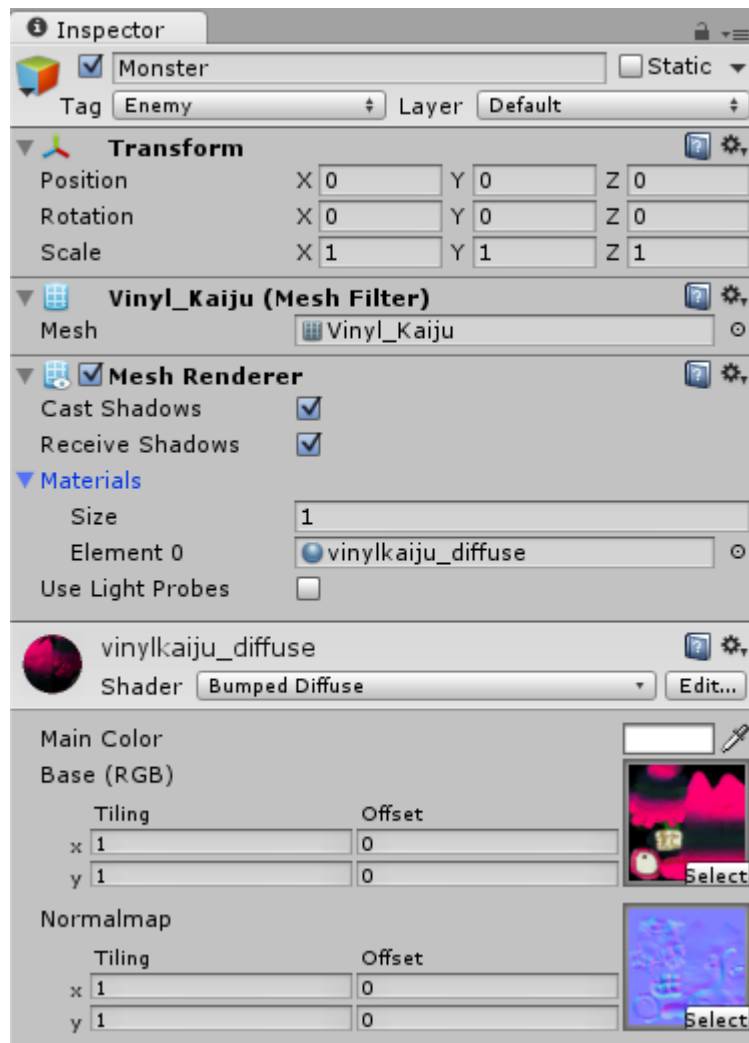 Inspector
Monster Static
Tag Enemy Layer Default
Transform
Position X 0 Y 0 Z 0
Rotation X 0 Y 0 Z 0
Scale X 1 Y 1 Z 1
Vinyl_Kaiju (Mesh Filter)
Mesh Vinyl_Kaiju
Mesh Renderer
Cast Shadows
Receive Shadows
Materials
Size 1
Element 0 vinylkaiju_diffuse
Use Light Probes
vinylkaiju_diffuse
Shader Bumped Diffuse Edit...
Main Color
Base (RGB)
Tiling Offset
x 1 0
y 1 0 Select
Normalmap
Tiling Offset
x 1 0
y 1 0 Select